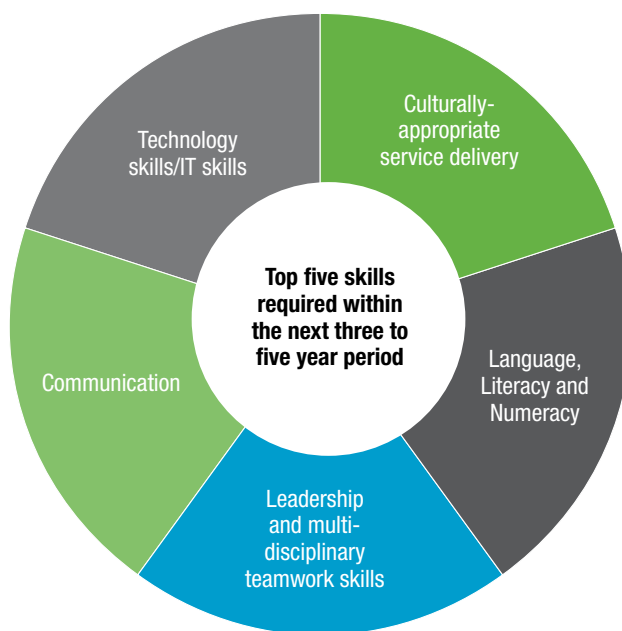 Culturally-
appropriate
service delivery
Technology
skills/IT skills
Top five skills
required within
the next three to
five year period
Language,
Literacy and
Numeracy
Communication
Leadership
and multi-
disciplinary
teamwork skills